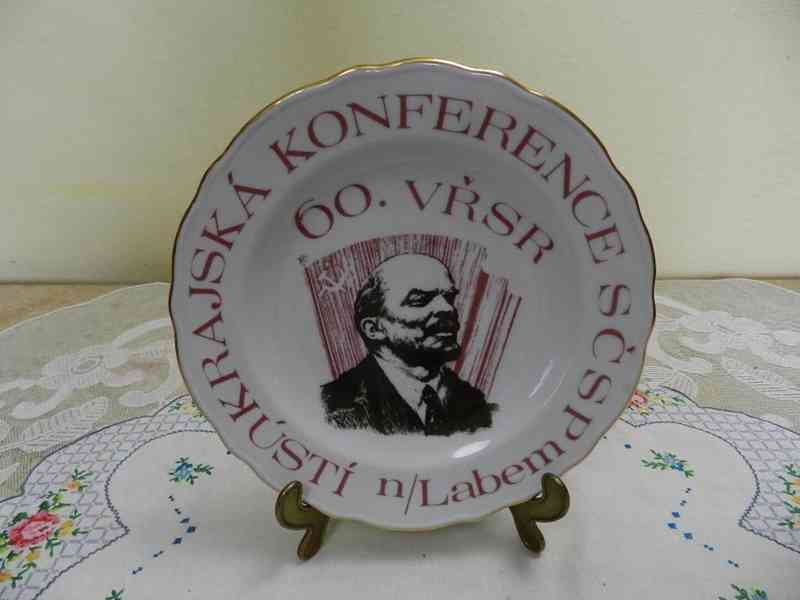 KRAJSKÁ KONFERENCE SČSP
ÚSTÍ n/Labem
60. VŘSR